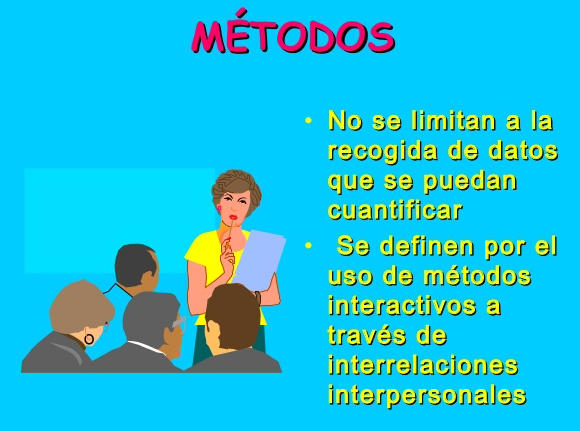 MÉTODOS
• No se limitan a la
recogida de datos
que se puedan
cuantificar
• Se definen por el
uso de métodos
interactivos a
través de
interrelaciones
interpersonales